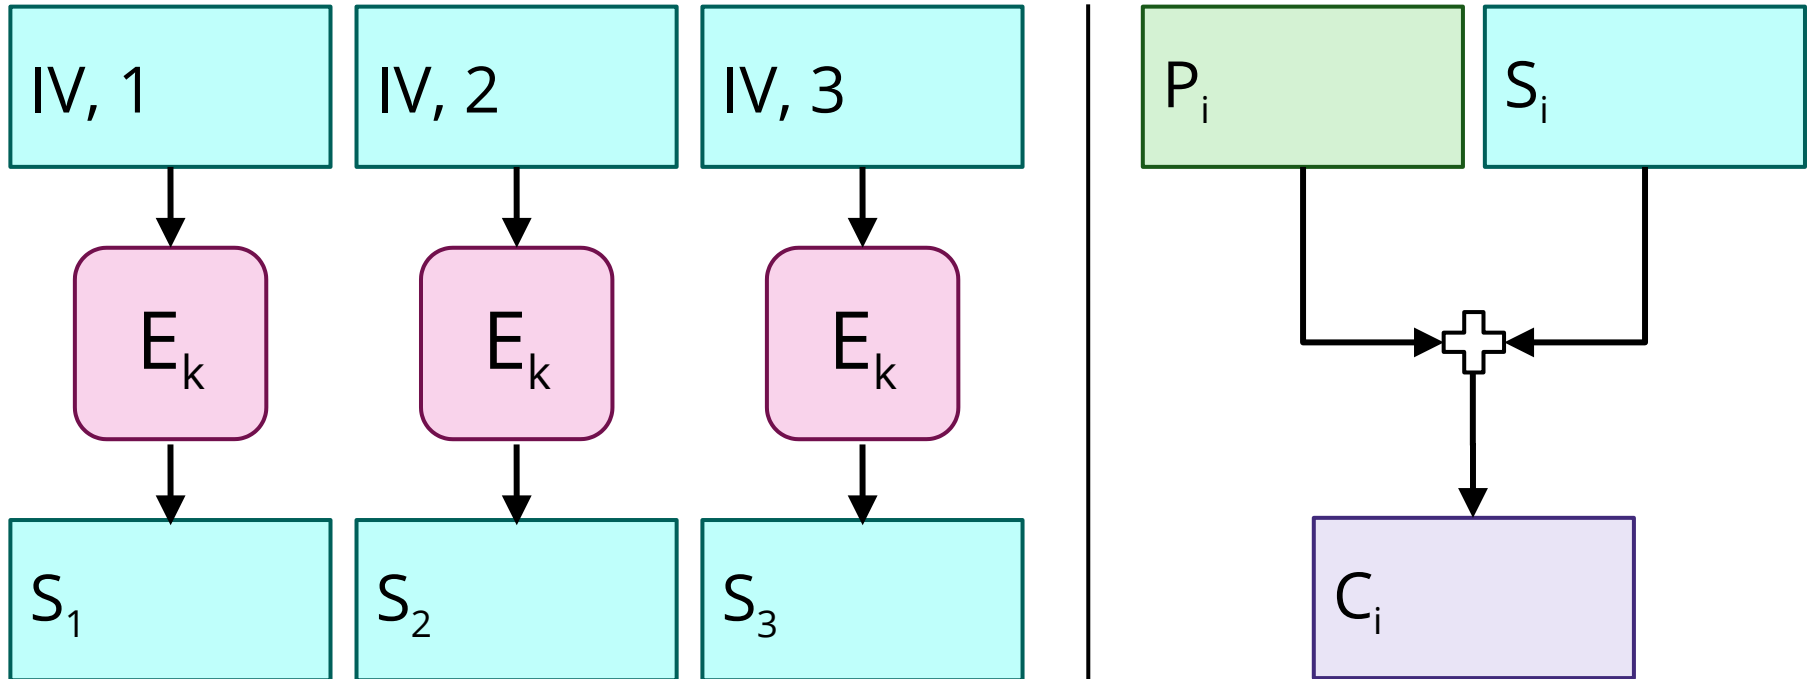 IV, 1
IV, 2
IV, 3
Pᵢ
Sᵢ
Eₖ
Eₖ
Eₖ
S₁
S₂
S₃
Cᵢ